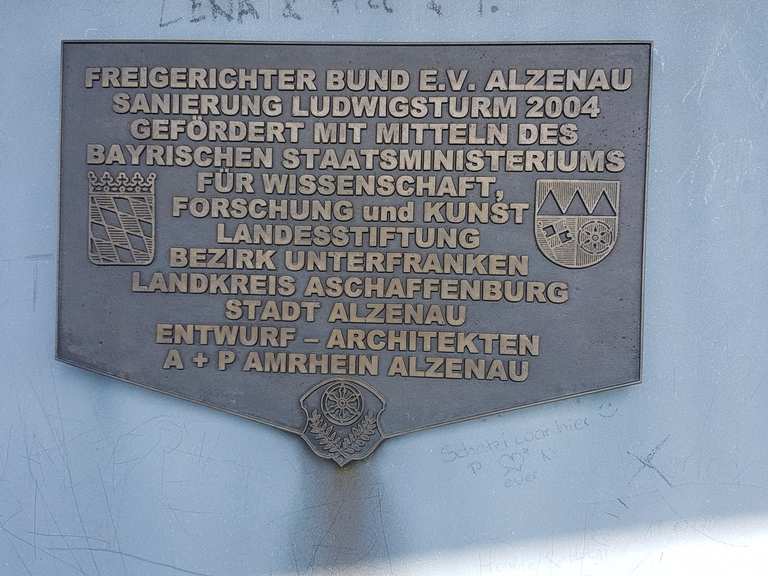 LENA &
FREIGERICHTER BUND E.V. ALZENAU
SANIERUNG LUDWIGSTURM 2004
GEFÖRDERT MIT MITTELN DES
BAYRISCHEN STAATSMINISTERIUMS
FÜR WISSENSCHAFT,
FORSCHUNG und KUNST
LANDESSTIFTUNG
BEZIRK UNTERFRANKEN
LANDKREIS ASCHAFFENBURG
STADT ALZENAU
ENTWURF – ARCHITEKTEN
A + P AMRHEIN ALZENAU